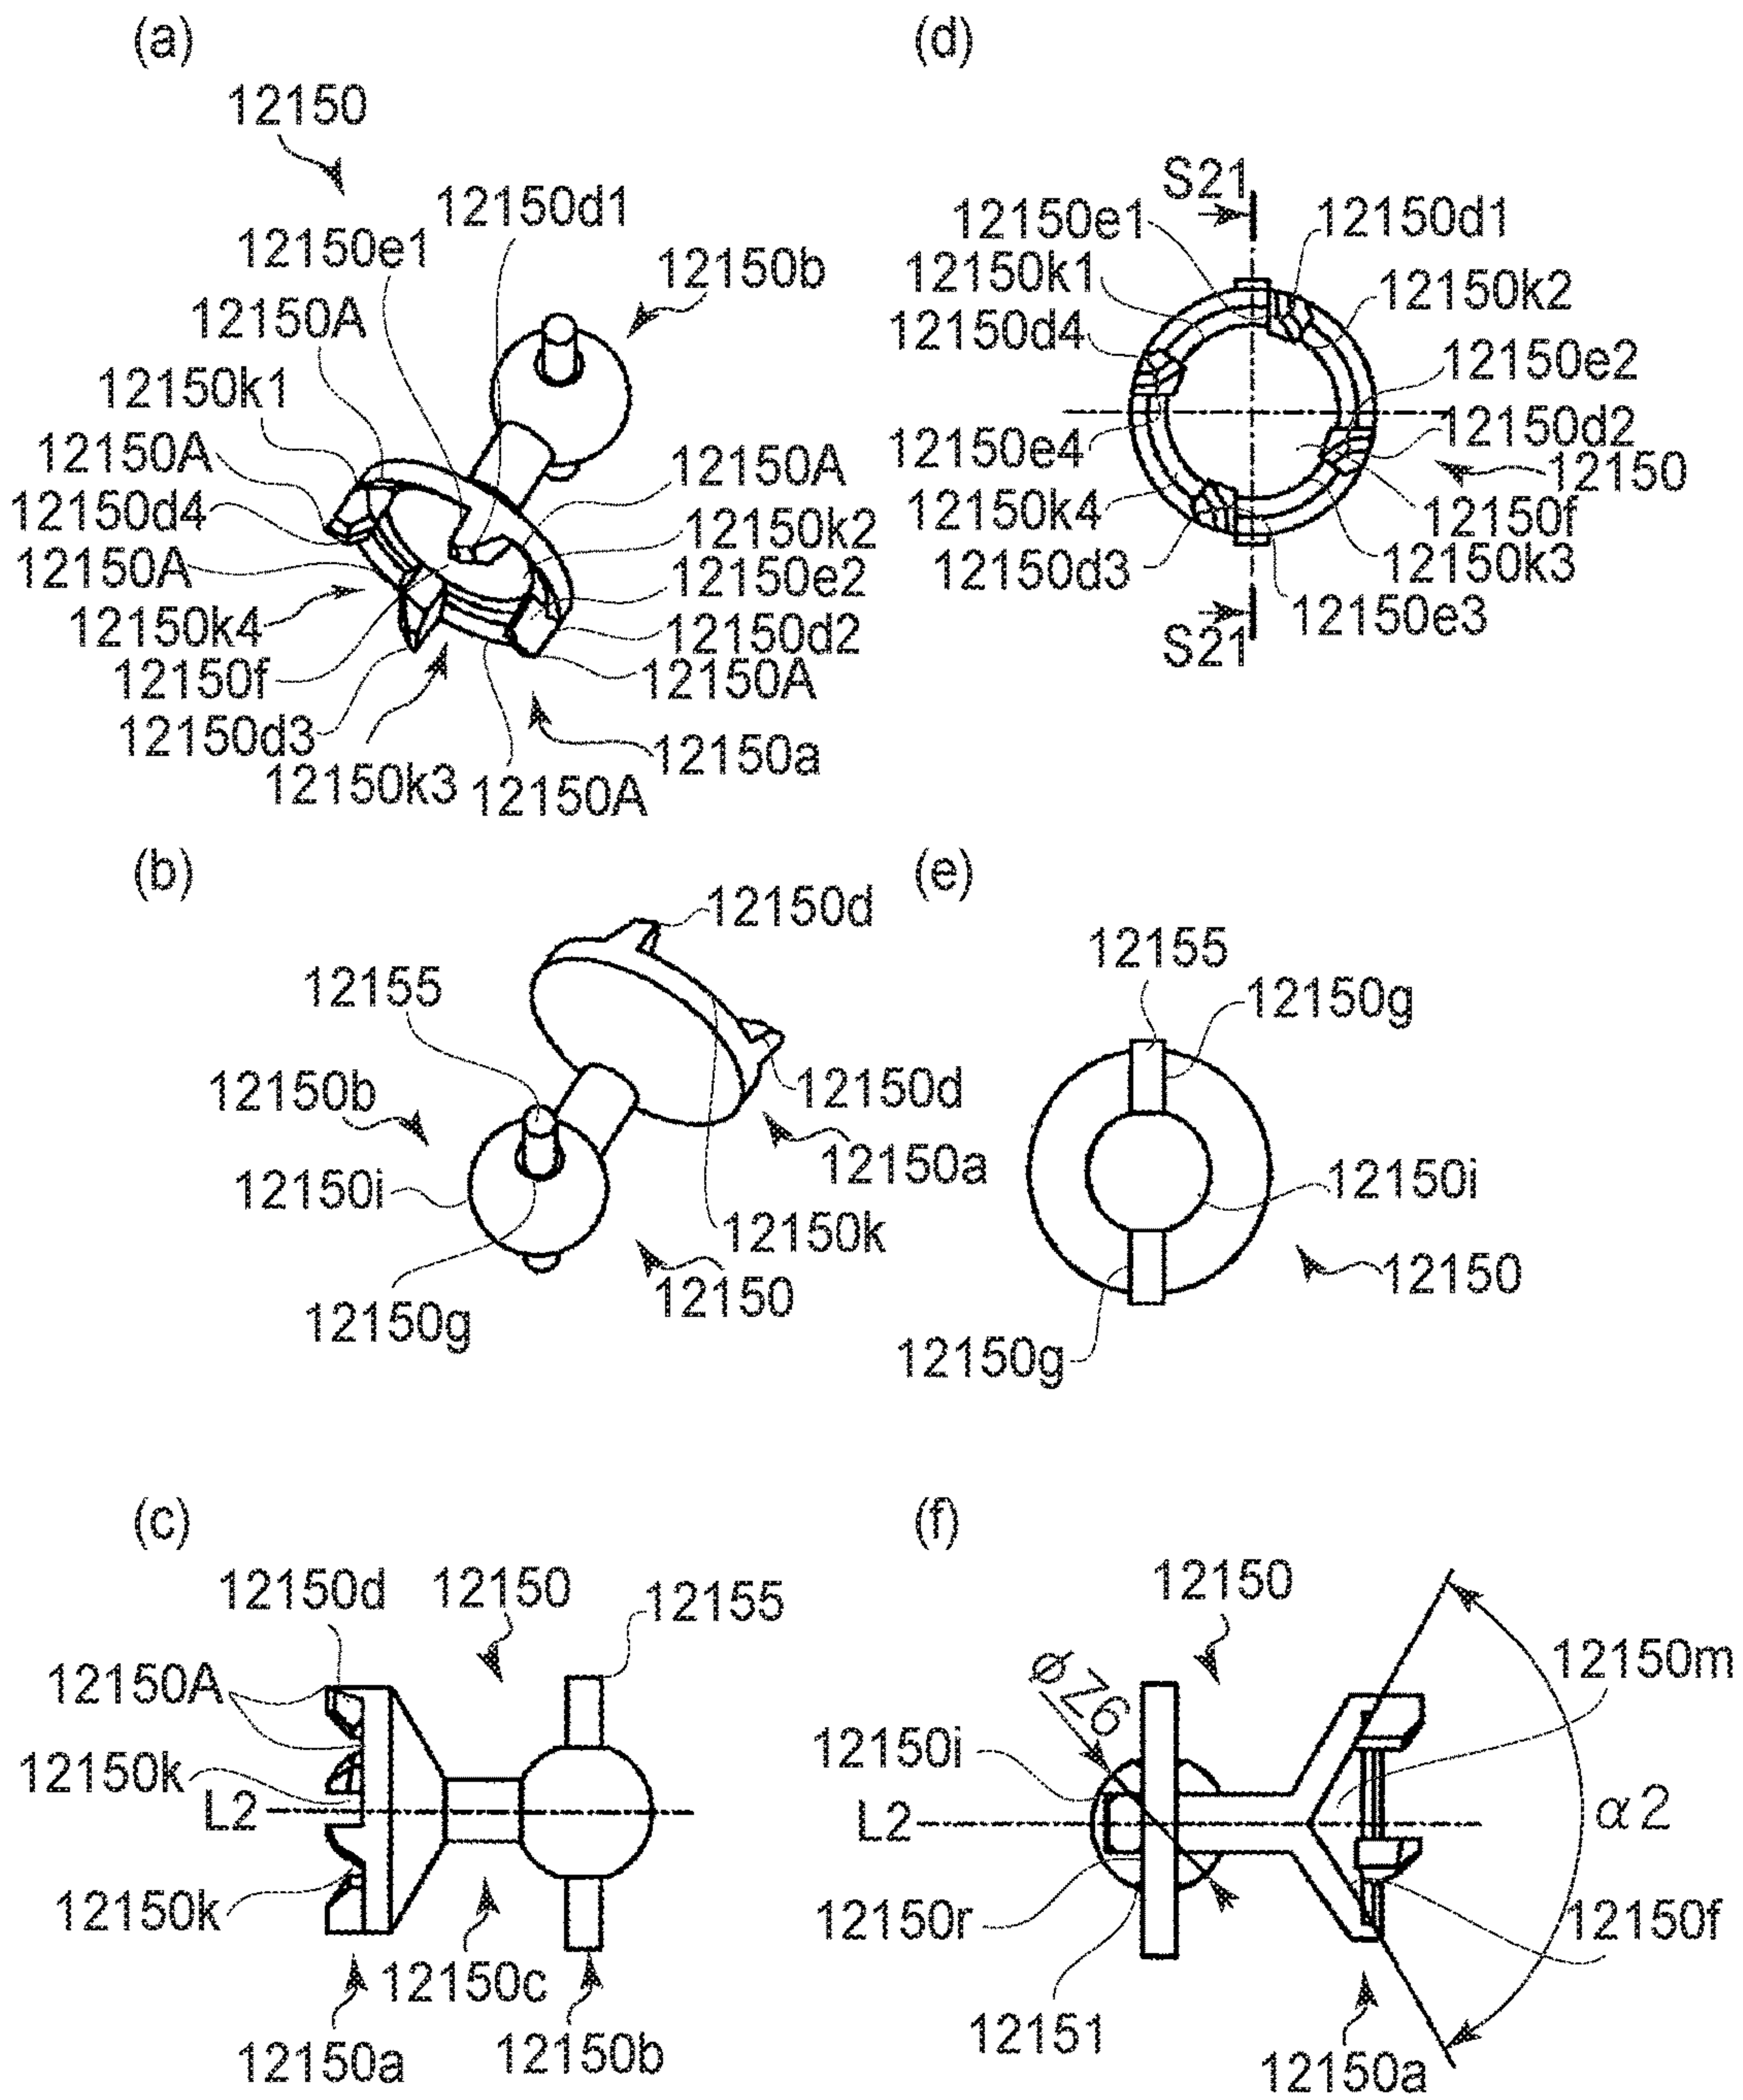 (a)
12150
12150d1
12150e1
12150b
12150A
12150k1
12150A
12150A
12150d4
12150k2
12150A
12150e2
12150k4
12150d2
12150f
12150A
12150d3
12150a
12150k3
12150A
(d)
S21
12150e1
12150d1
12150k1
12150k2
12150d4
12150e2
12150e4
12150d2
12150
12150k4
12150f
12150d3
12150k3
12150e3
S21
(b)
12150d
12155
12150b
12150d
12150a
12150i
12150k
12150
12150g
(e)
12155
12150g
12150i
12150
12150g
(c)
12150d
12150
12155
12150A
12150k
L2
12150k
12150c
12150a
12150b
(f)
12150
φZ6
12150m
12150i
L2
α2
12150r
12150f
12151
12150a